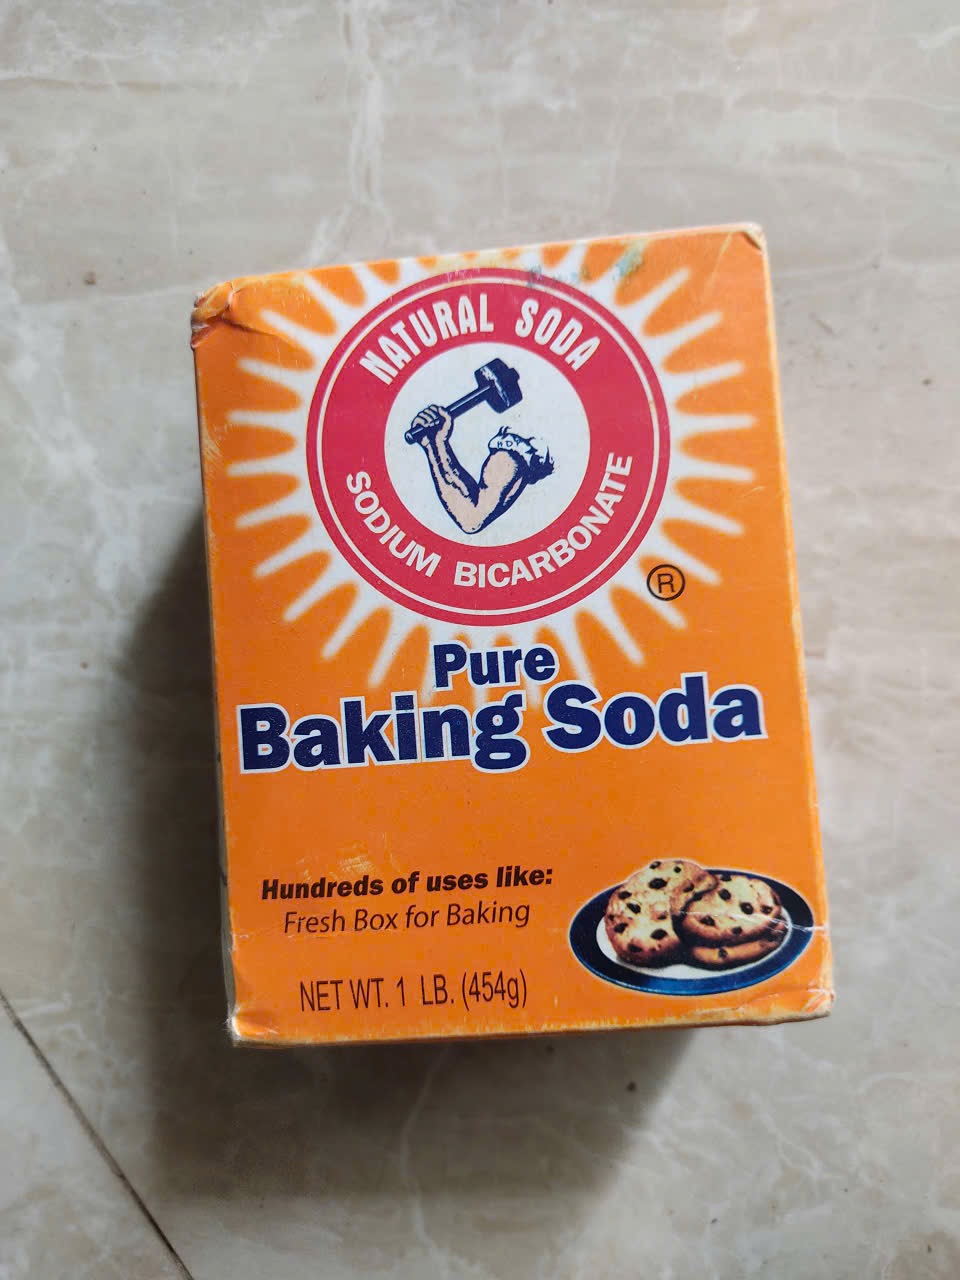 NATURAL SODA
SODIUM BICARBONATE
®
Pure
Baking Soda
Hundreds of uses like:
Fresh Box for Baking
NET WT. 1 LB. (454g)